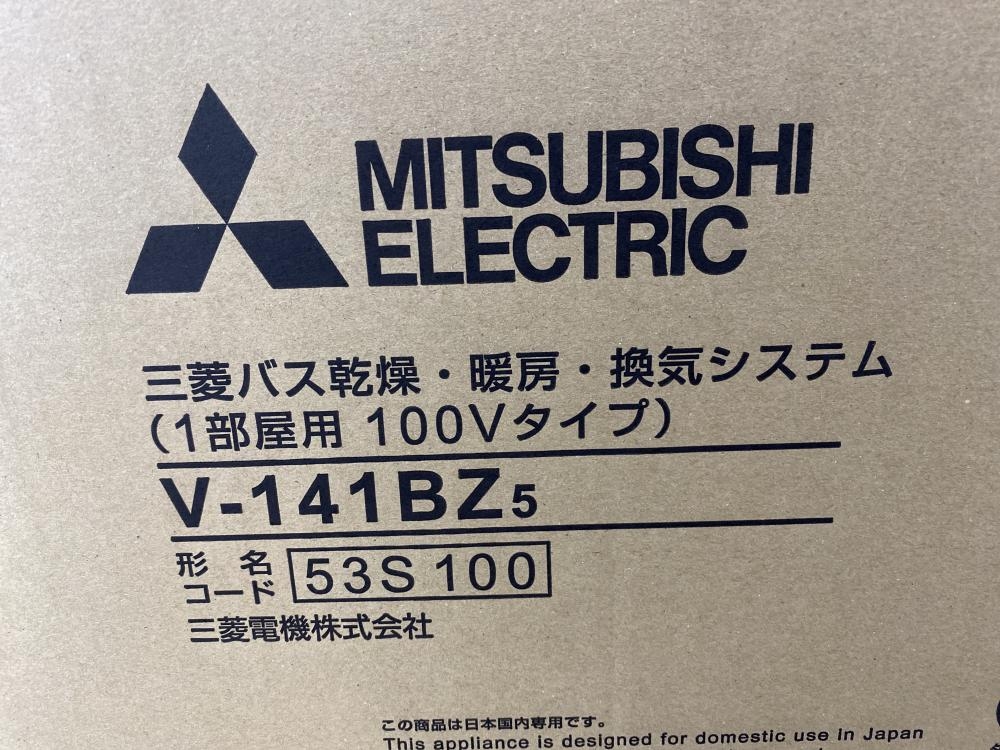 MITSUBISHI
ELECTRIC
三菱バス乾燥・暖房・換気システム
（1部屋用 100Vタイプ）
V-141BZ5
形名
コード 53S 100
三菱電機株式会社
この商品は日本国内専用です。
This appliance is designed for domestic use in Japan